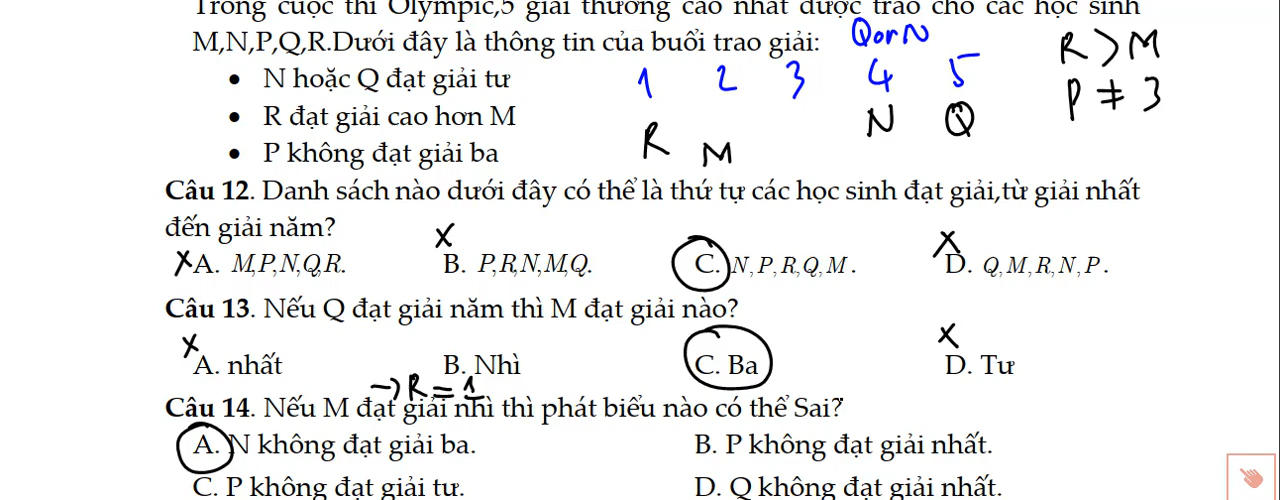 Trong cuộc thi Olympic,5 giải thưởng cao nhất được trao cho các học sinh
M,N,P,Q,R.Dưới đây là thông tin của buổi trao giải:
QorN
R > M
• N hoặc Q đạt giải tư
1 2 3 4 5
P ≠ 3
• R đạt giải cao hơn M
R M N Q
• P không đạt giải ba
Câu 12. Danh sách nào dưới đây có thể là thứ tự các học sinh đạt giải,từ giải nhất
đến giải năm?
x
x A. M,P,N,Q,R. B. P,R,N,M,Q. C. N, P, R, Q, M. x D. Q, M, R, N, P.
Câu 13. Nếu Q đạt giải năm thì M đạt giải nào?
x x
A. nhất B. Nhì C. Ba D. Tư
→ R = 1
Câu 14. Nếu M đạt giải nhì thì phát biểu nào có thể Sai?
A. N không đạt giải ba. B. P không đạt giải nhất.
C. P không đạt giải tư. D. Q không đạt giải nhất.